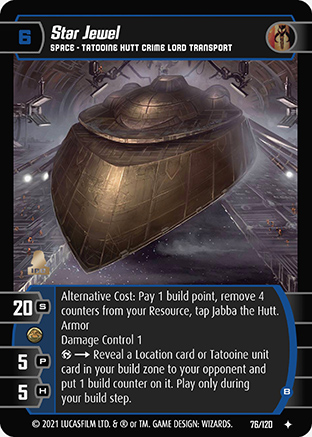 6
Star Jewel
SPACE - TATOOINE HUTT CRIME LORD TRANSPORT
20 S
5 P
5 H
Alternative Cost: Pay 1 build point, remove 4
counters from your Resource, tap Jabba the Hutt.
Armor
Damage Control 1
→ Reveal a Location card or Tatooine unit
card in your build zone to your opponent and
put 1 build counter on it. Play only during
your build step.
B
© 2021 LUCASFILM LTD. & ® or TM. GAME DESIGN: WIZARDS. 76/120